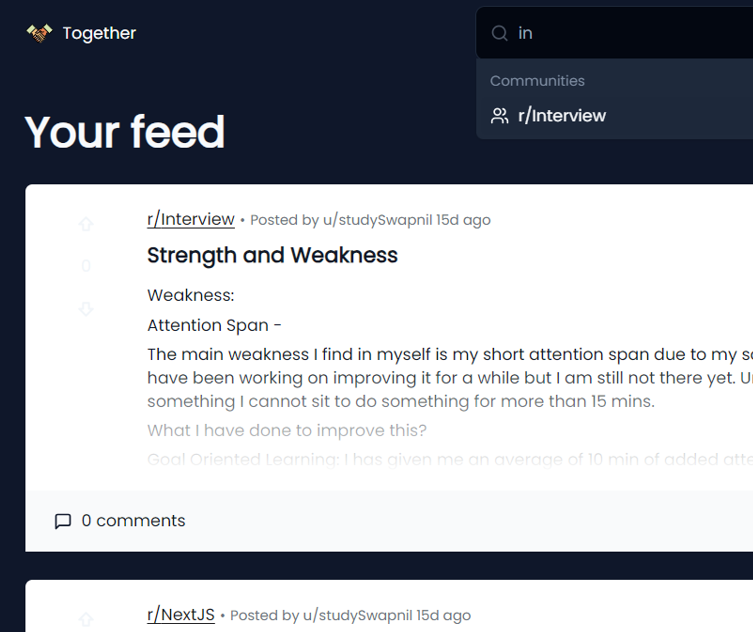 Together
in
Communities
r/Interview
Your feed
r/Interview • Posted by u/studySwapnil 15d ago
0
Strength and Weakness
Weakness:
Attention Span -
The main weakness I find in myself is my short attention span due to my
have been working on improving it for a while but I am still not there yet.
something I cannot sit to do something for more than 15 mins.
What I have done to improve this?
Goal Oriented Learning: I has given me an average of 10 min of added
0 comments
r/NextJS • Posted by u/studySwapnil 15d ago